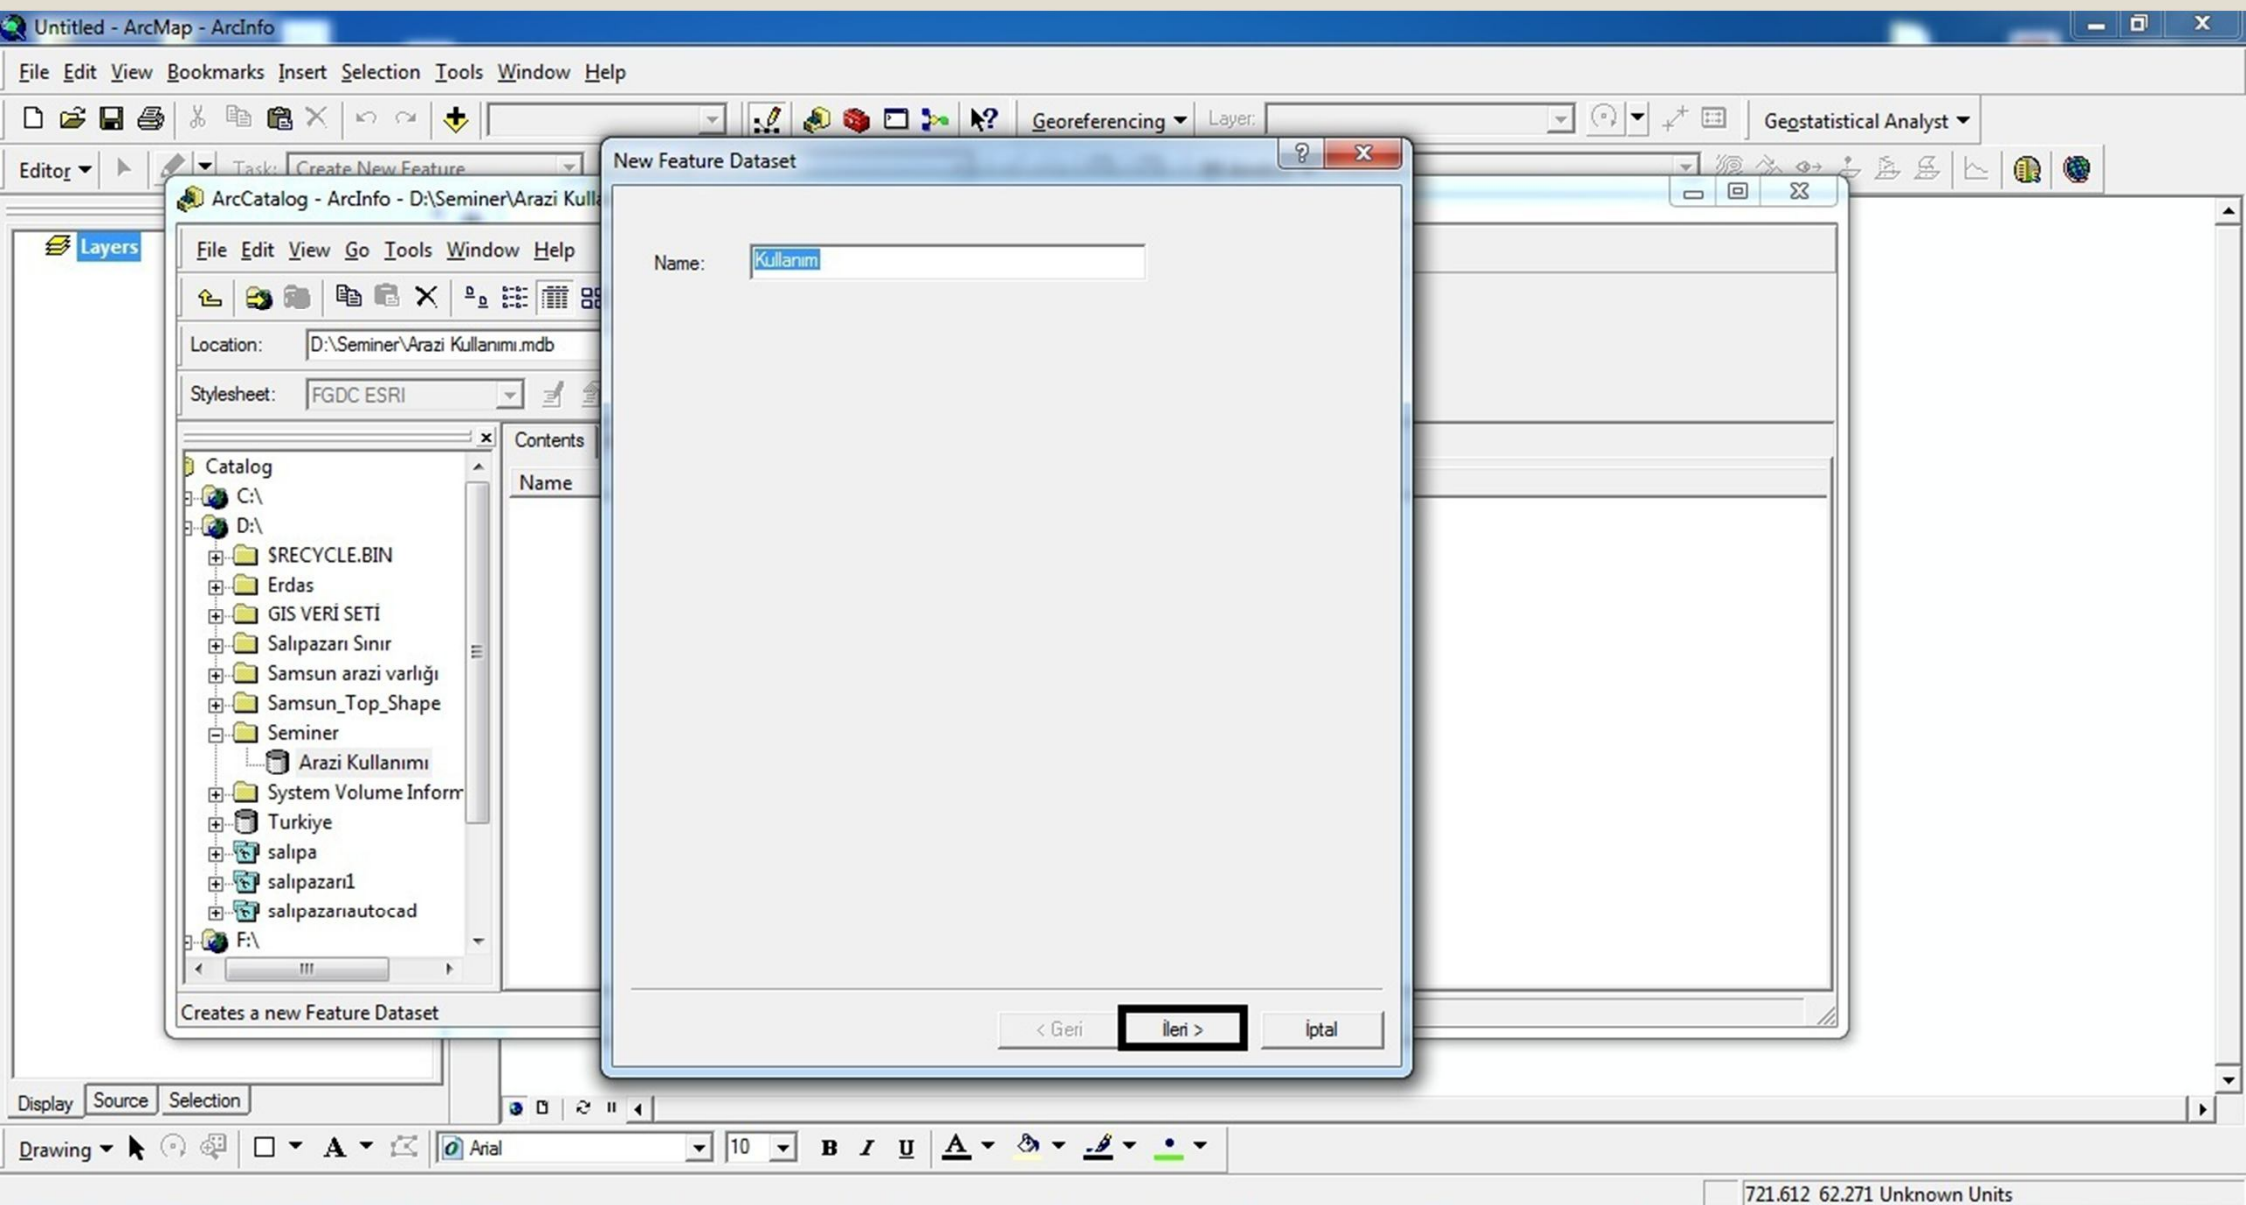 Untitled - ArcMap - ArcInfo
File Edit View Bookmarks Insert Selection Tools Window Help
Georeferencing Layer: Geostatistical Analyst
Editor Task: Create New Feature
New Feature Dataset
ArcCatalog - ArcInfo - D:\Seminer\Arazi Kulla
Layers
File Edit View Go Tools Window Help
Name: Kullanım
Location: D:\Seminer\Arazi Kullanımı.mdb
Stylesheet: FGDC ESRI
Contents
Name
Catalog
C:\
D:\
$RECYCLE.BIN
Erdas
GIS VERİ SETİ
Salıpazarı Sınır
Samsun arazi varlığı
Samsun_Top_Shape
Seminer
Arazi Kullanımı
System Volume Inform
Turkiye
salıpa
salıpazarı1
salıpazarıautocad
F:\
Creates a new Feature Dataset
< Geri İleri > İptal
Display Source Selection
Drawing A Arial 10 B I U A
721.612 62.271 Unknown Units